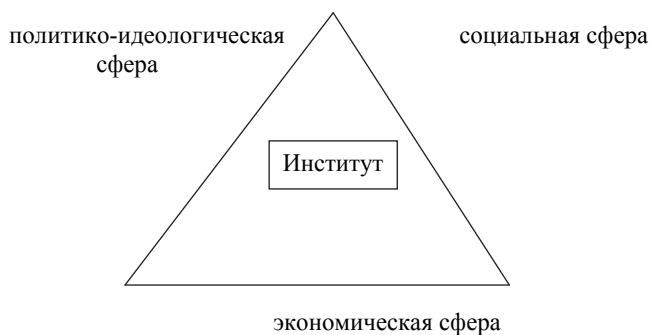 политико-идеологическая
сфера
социальная сфера
Институт
экономическая сфера